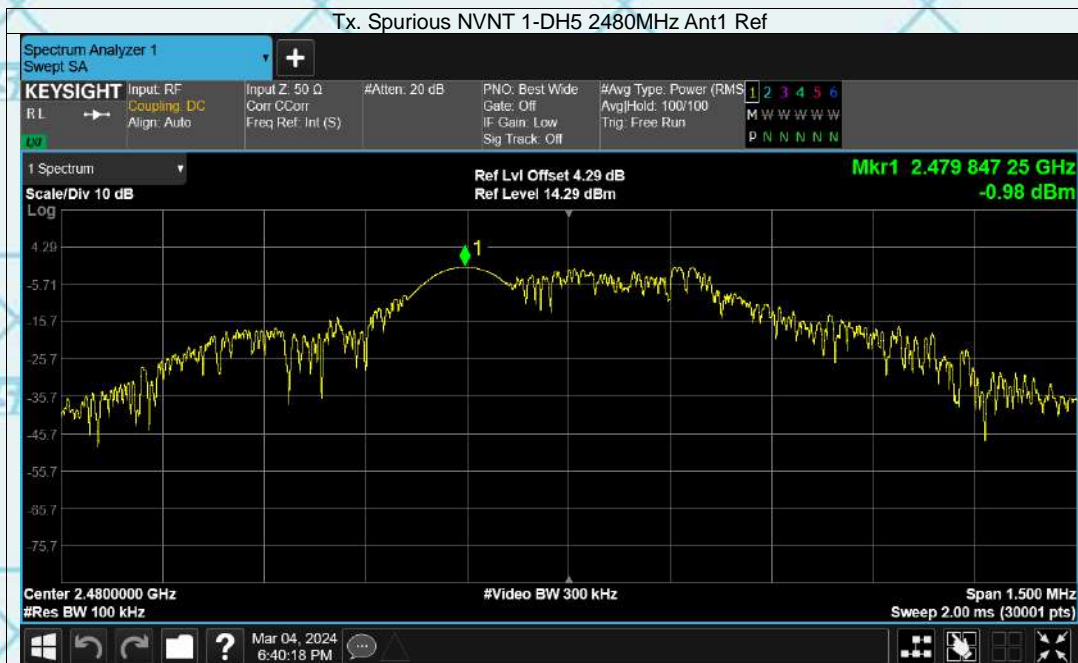 Tx. Spurious NVNT 1-DH5 2480MHz Ant1 Ref
Spectrum Analyzer 1
Swept SA
KEYSIGHT
R L
LXI
Input: RF
Coupling: DC
Align: Auto
Input Z: 50 Ω
Corr CCorr
Freq Ref: Int (S)
#Atten: 20 dB
PNO: Best Wide
Gate: Off
IF Gain: Low
Sig Track: Off
#Avg Type: Power (RMS
Avg|Hold: 100/100
Trig: Free Run
1 2 3 4 5 6
M W W W W W
P N N N N N
1 Spectrum
Scale/Div 10 dB
Log
Ref Lvl Offset 4.29 dB
Ref Level 14.29 dBm
Mkr1 2.479 847 25 GHz
-0.98 dBm
1
4.29
-5.71
-15.7
-25.7
-35.7
-45.7
-55.7
-65.7
-75.7
Center 2.4800000 GHz
#Res BW 100 kHz
#Video BW 300 kHz
Span 1.500 MHz
Sweep 2.00 ms (30001 pts)
?
Mar 04, 2024
6:40:18 PM